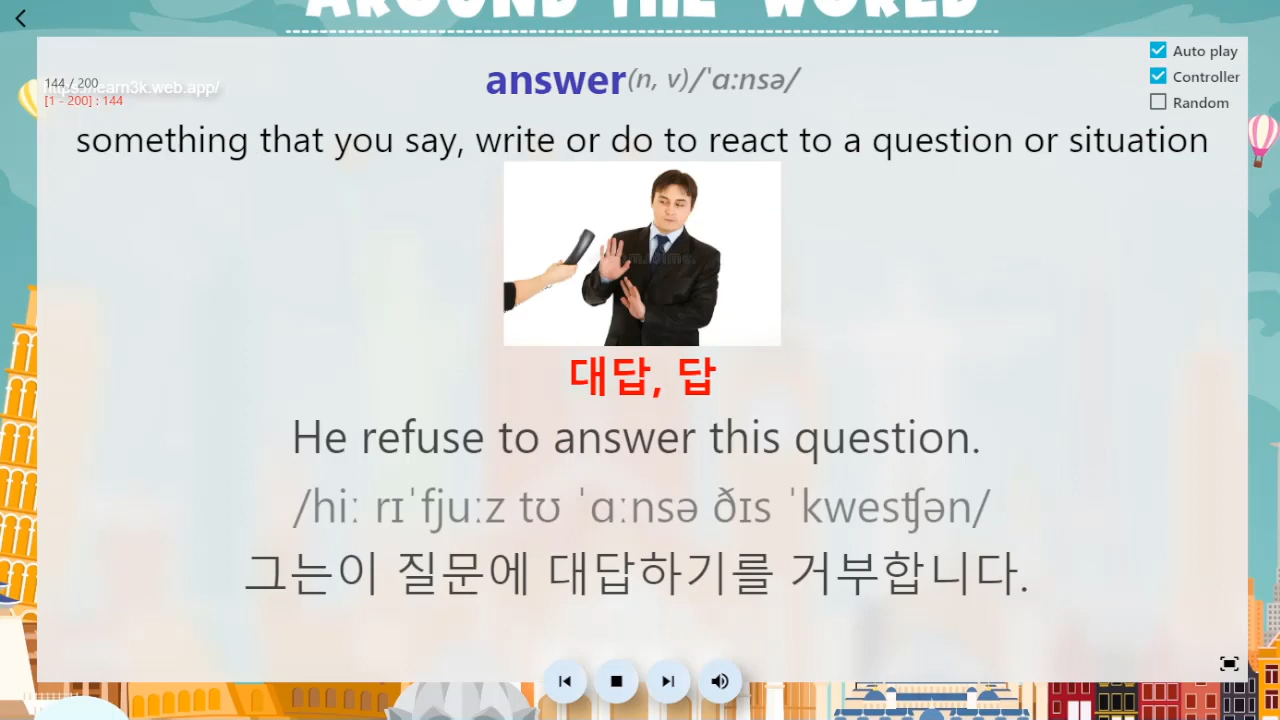 AROUND THE WORLD
Auto play
144 / 200
https://learn3k.web.app/
answer(n, v)/'ɑ:nsə/
Controller
[1 - 200] : 144
Random
something that you say, write or do to react to a question or situation
대답, 답
He refuse to answer this question.
/hiː rɪˈfjuːz tʊ ˈɑːnsə ðɪs ˈkwesʧən/
그는이 질문에 대답하기를 거부합니다.